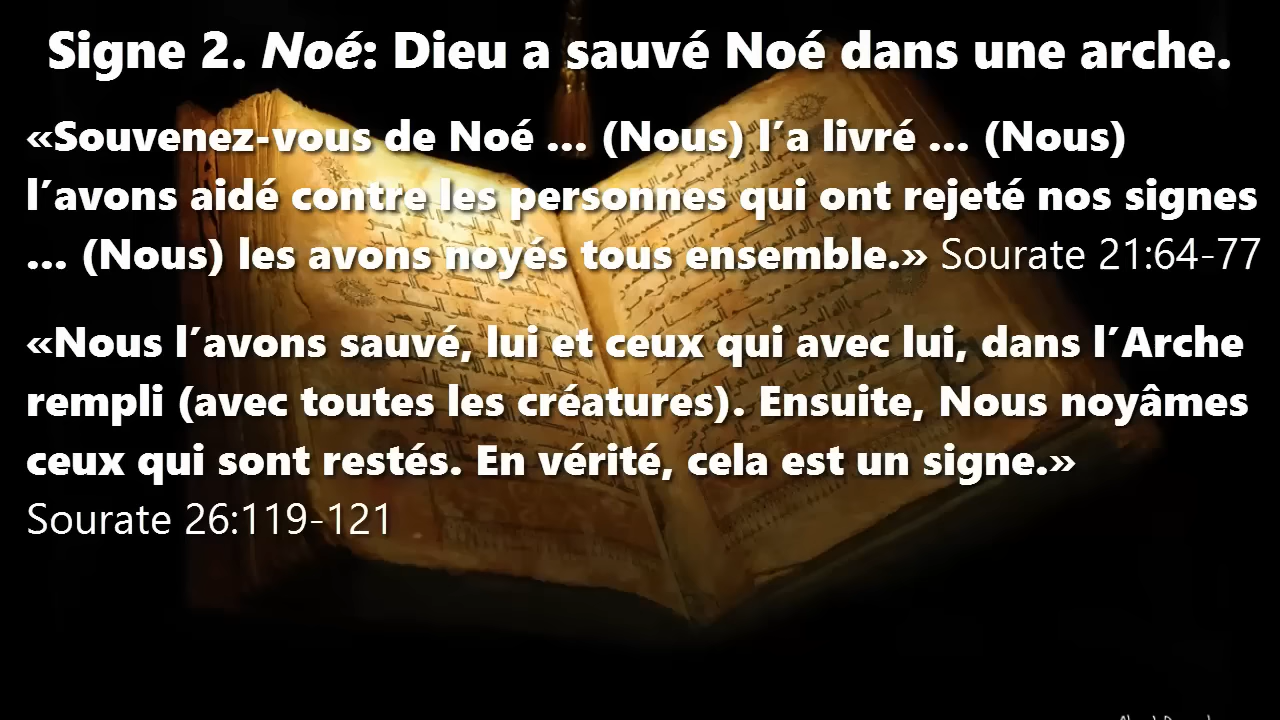 Signe 2. Noé: Dieu a sauvé Noé dans une arche.
«Souvenez-vous de Noé ... (Nous) l´a livré ... (Nous)
l´avons aidé contre les personnes qui ont rejeté nos signes
... (Nous) les avons noyés tous ensemble.» Sourate 21:64-77
«Nous l´avons sauvé, lui et ceux qui avec lui, dans l´Arche
rempli (avec toutes les créatures). Ensuite, Nous noyâmes
ceux qui sont restés. En vérité, cela est un signe.»
Sourate 26:119-121